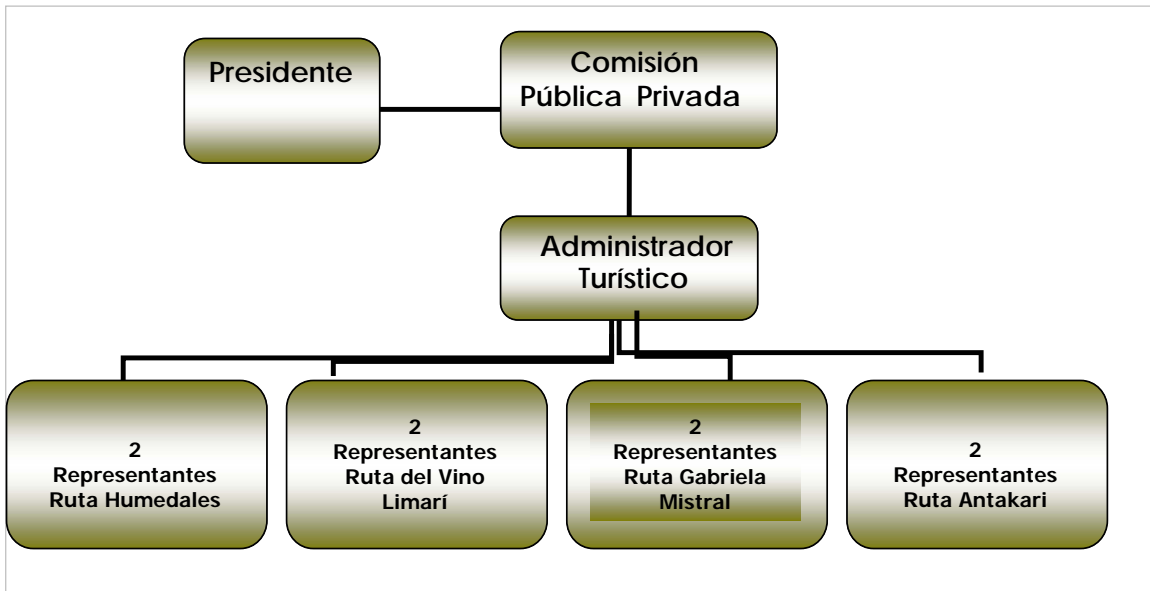 Presidente
Comisión
Pública Privada
Administrador
Turístico
2
Representantes
Ruta Humedales
2
Representantes
Ruta del Vino
Limarí
2
Representantes
Ruta Gabriela
Mistral
2
Representantes
Ruta Antakari